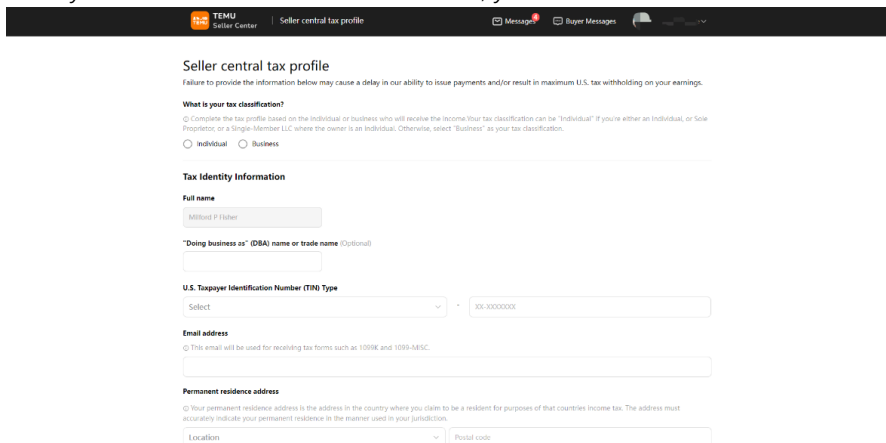 TEMU
Seller Center
Seller central tax profile
Messages
4
Buyer Messages
Seller central tax profile
Failure to provide the information below may cause a delay in our ability to issue payments and/or result in maximum U.S. tax withholding on your earnings.
What is your tax classification?
Complete the tax profile based on the individual or business who will receive the income.Your tax classification can be "Individual" if you're either an Individual, or Sole
Proprietor, or a Single-Member LLC where the owner is an individual, Otherwise, select "Business" as your tax classification.
Individual Business
Tax Identity Information
Full name
P Fisher
"Doing business as" (DBA) name or trade name (Optional)
U.S. Taxpayer Identification Number (TIN) Type
Select - XX-XXXXXXX
Email address
This email will be used for receiving tax forms such as 1099K and 1099-MISC.
Permanent residence address
Your permanent residence address is the address in the country where you claim to be a resident for purposes of that countries income tax. The address must
accurately indicate your permanent residence in the manner used in your jurisdiction.
Location Postal code